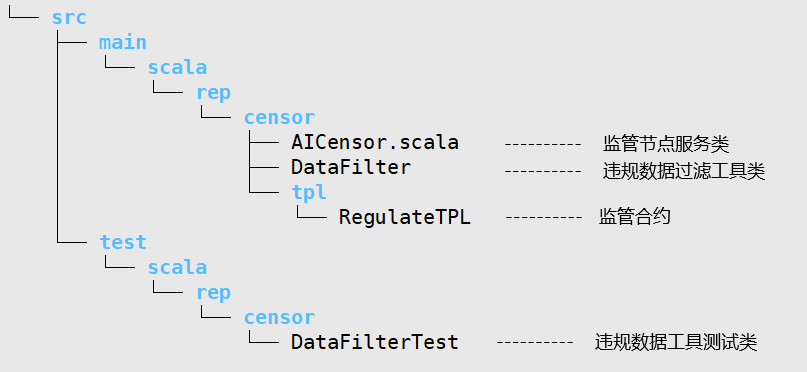 src
main
scala
rep
censor
AICensor.scala ---------- 监管节点服务类
DataFilter ---------- 违规数据过滤工具类
tpl
RegulateTPL ---------- 监管合约
test
scala
rep
censor
DataFilterTest ---------- 违规数据工具测试类